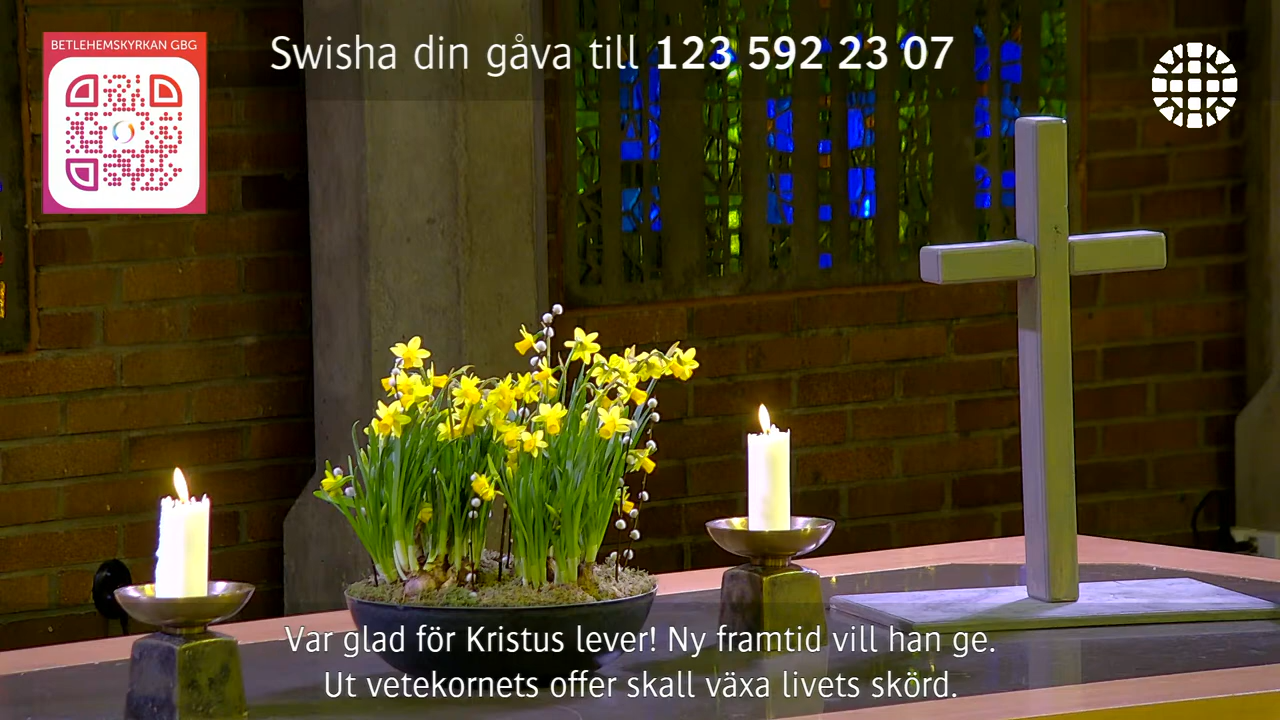 BETLEHEMSKYRKAN GBG
Swisha din gåva till 123 592 23 07
Var glad för Kristus lever! Ny framtid vill han ge.
Ut vetekornets offer skall växa livets skörd.